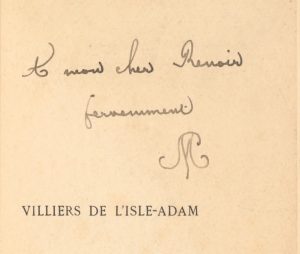 A mon cher Renoir
fervemment
M
VILLIERS DE L'ISLE-ADAM